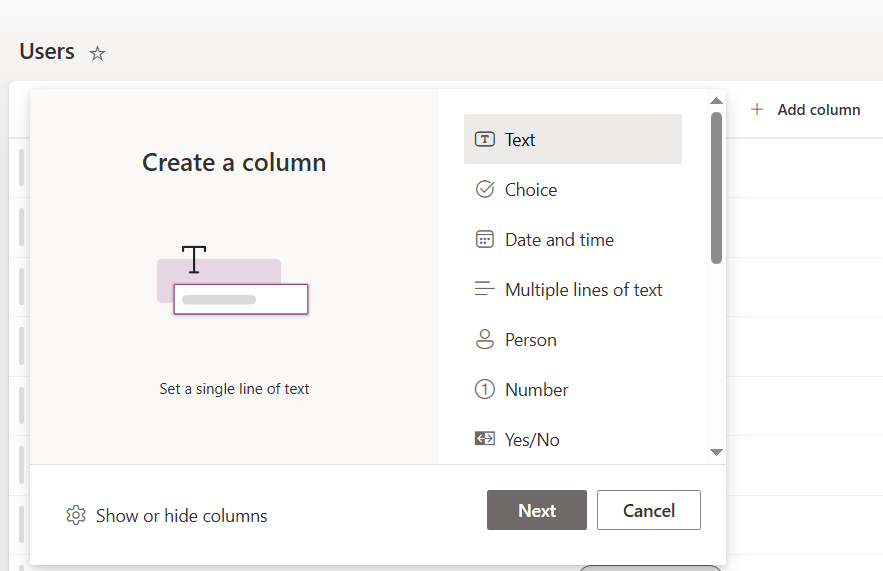 Users
Add column
Create a column
Set a single line of text
Text
Choice
Date and time
Multiple lines of text
Person
Number
Yes/No
Show or hide columns
Next
Cancel